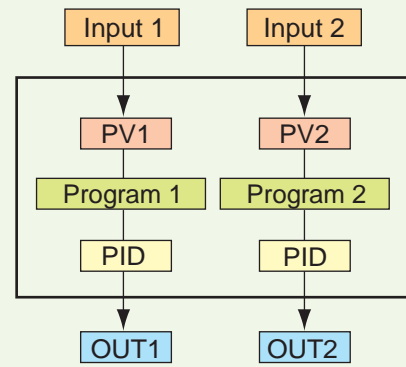 Input 1 Input 2
PV1 PV2
Program 1 Program 2
PID PID
OUT1 OUT2